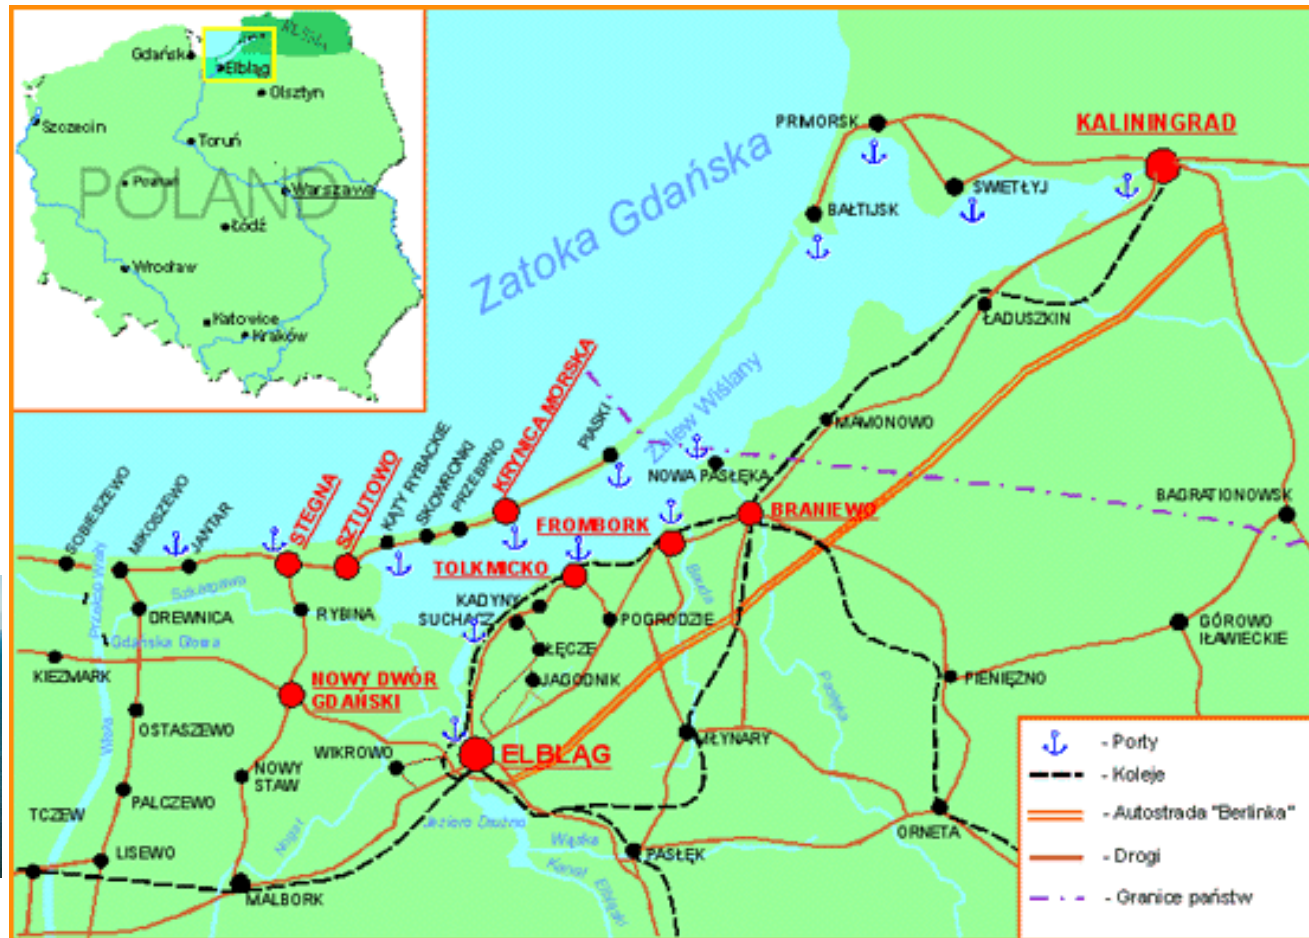 Gdańsk
Elbląg
Olsztyn
Szczecin
Toruń
POLAND
Poznań
Warszawa
Łódź
Wrocław
Katowice
Kraków
Zatoka Gdańska
PRIMORSK
KALININGRAD
SWIETŁYJ
BAŁTIJSK
ŁADUSZKIN
MAMONOWO
Zalew Wiślany
PIASKI
NOWA PASŁĘKA
BAGRATIONOWSK
KRYNICA MORSKA
PRZEBRNO
SKOWRONKI
KĄTY RYBACKIE
SZTUTOWO
STEGNA
JANTAR
MIKOSZEWO
SOBIESZEWO
FROMBORK
BRANIEWO
TOLKMICKO
KADYNY
SUCHACZ
POGRODZIE
Bauda
ŁĘCZE
JAGODNIK
Szkarpawa
Przekop Wisły
DREWNICA
RYBINA
Gdańska Głowa
KIEZMARK
NOWY DWÓR
GDAŃSKI
GÓROWO
IŁAWIECKIE
PIENIĘŻNO
Pasłęka
OSTASZEWO
Wisła
WIKROWO
ELBLĄG
MŁYNARY
NOWY
STAW
PALCZEWO
TCZEW
Nogat
Jezioro Drużno
Wąska
Kanał Elbląski
PASŁĘK
ORNETA
LISEWO
MALBORK
- Porty
- Koleje
- Autostrada "Berlinka"
- Drogi
- Granice państw